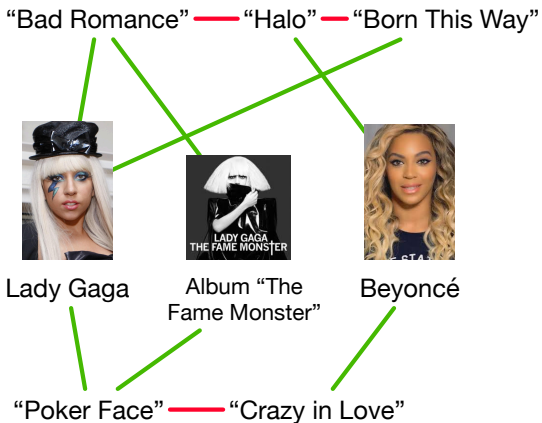 “Bad Romance” “Halo” “Born This Way”
LADY GAGA
THE FAME MONSTER
STA
Lady Gaga
Album “The
Fame Monster”
Beyoncé
“Poker Face” “Crazy in Love”